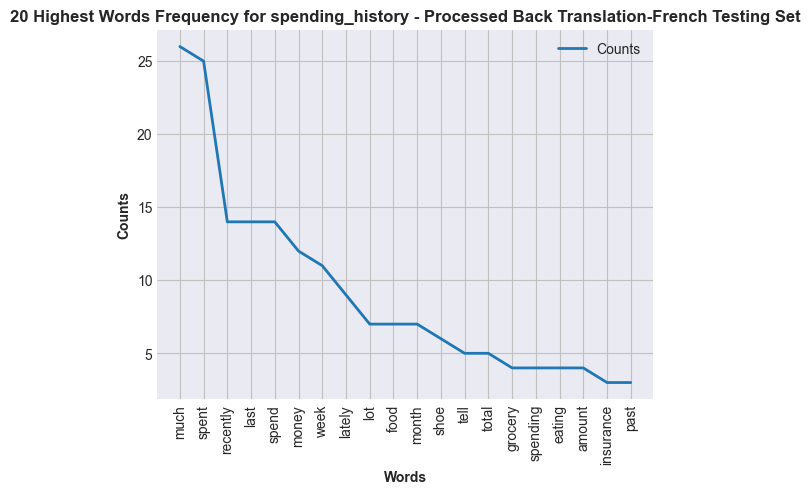 20 Highest Words Frequency for spending_history - Processed Back Translation-French Testing Set
Counts
Counts
25
20
15
10
5
much
spent
recently
last
spend
money
week
lately
lot
food
month
shoe
tell
total
grocery
spending
eating
amount
insurance
past
Words